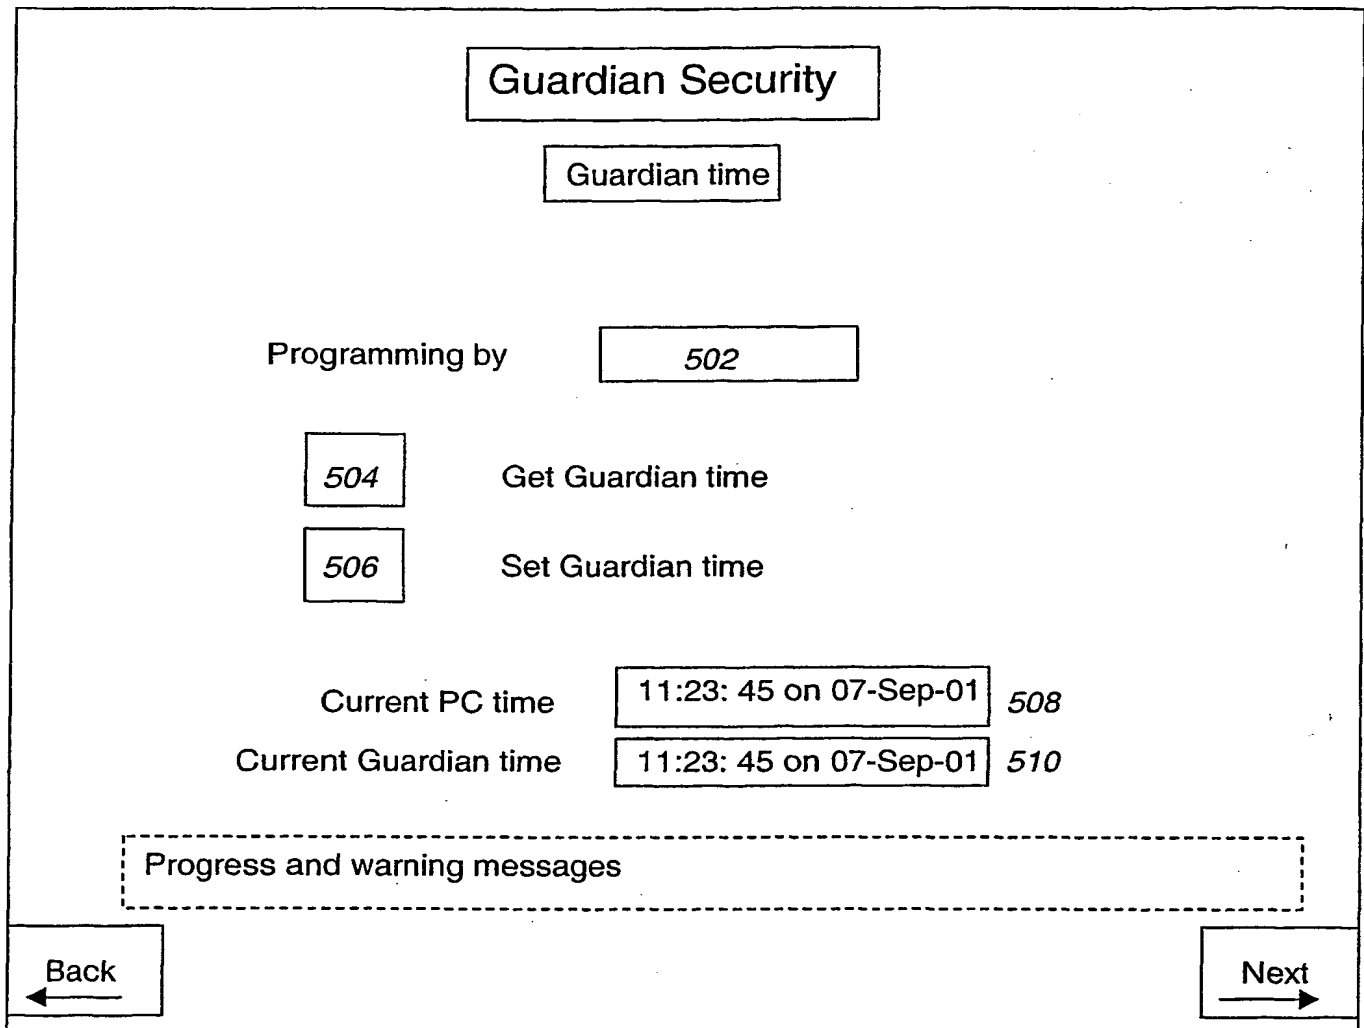 Guardian Security
Guardian time
Programming by 502
504 Get Guardian time
506 Set Guardian time
Current PC time 11:23: 45 on 07-Sep-01 508
Current Guardian time 11:23: 45 on 07-Sep-01 510
Progress and warning messages
Back Next